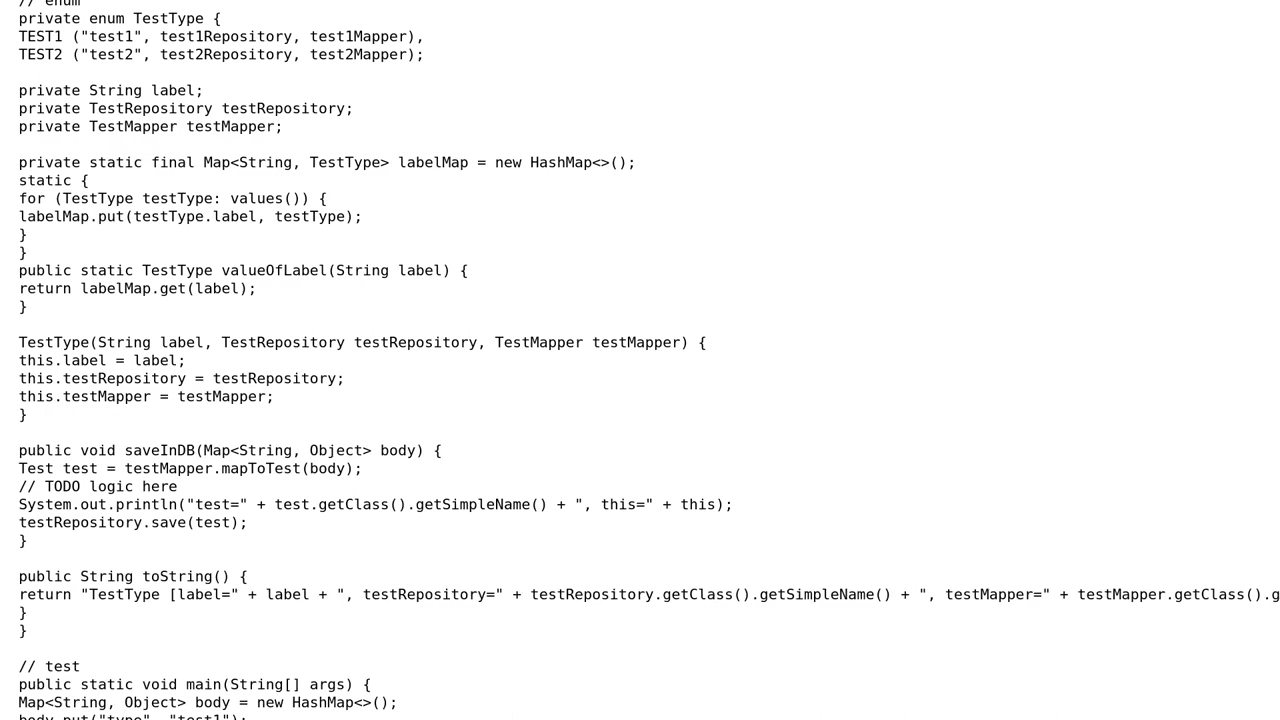 // enum
private enum TestType {
TEST1 ("test1", test1Repository, test1Mapper),
TEST2 ("test2", test2Repository, test2Mapper);
private String label;
private TestRepository testRepository;
private TestMapper testMapper;
private static final Map<String, TestType> labelMap = new HashMap<>();
static {
for (TestType testType: values()) {
labelMap.put(testType.label, testType);
}
}
public static TestType valueOfLabel(String label) {
return labelMap.get(label);
}
TestType(String label, TestRepository testRepository, TestMapper testMapper) {
this.label = label;
this.testRepository = testRepository;
this.testMapper = testMapper;
}
public void saveInDB(Map<String, Object> body) {
Test test = testMapper.mapToTest(body);
// TODO logic here
System.out.println("test=" + test.getClass().getSimpleName() + ", this=" + this);
testRepository.save(test);
}
public String toString() {
return "TestType [label=" + label + ", testRepository=" + testRepository.getClass().getSimpleName() + ", testMapper=" + testMapper.getClass().g
}
}
// test
public static void main(String[] args) {
Map<String, Object> body = new HashMap<>();
body.put("type", "test1");